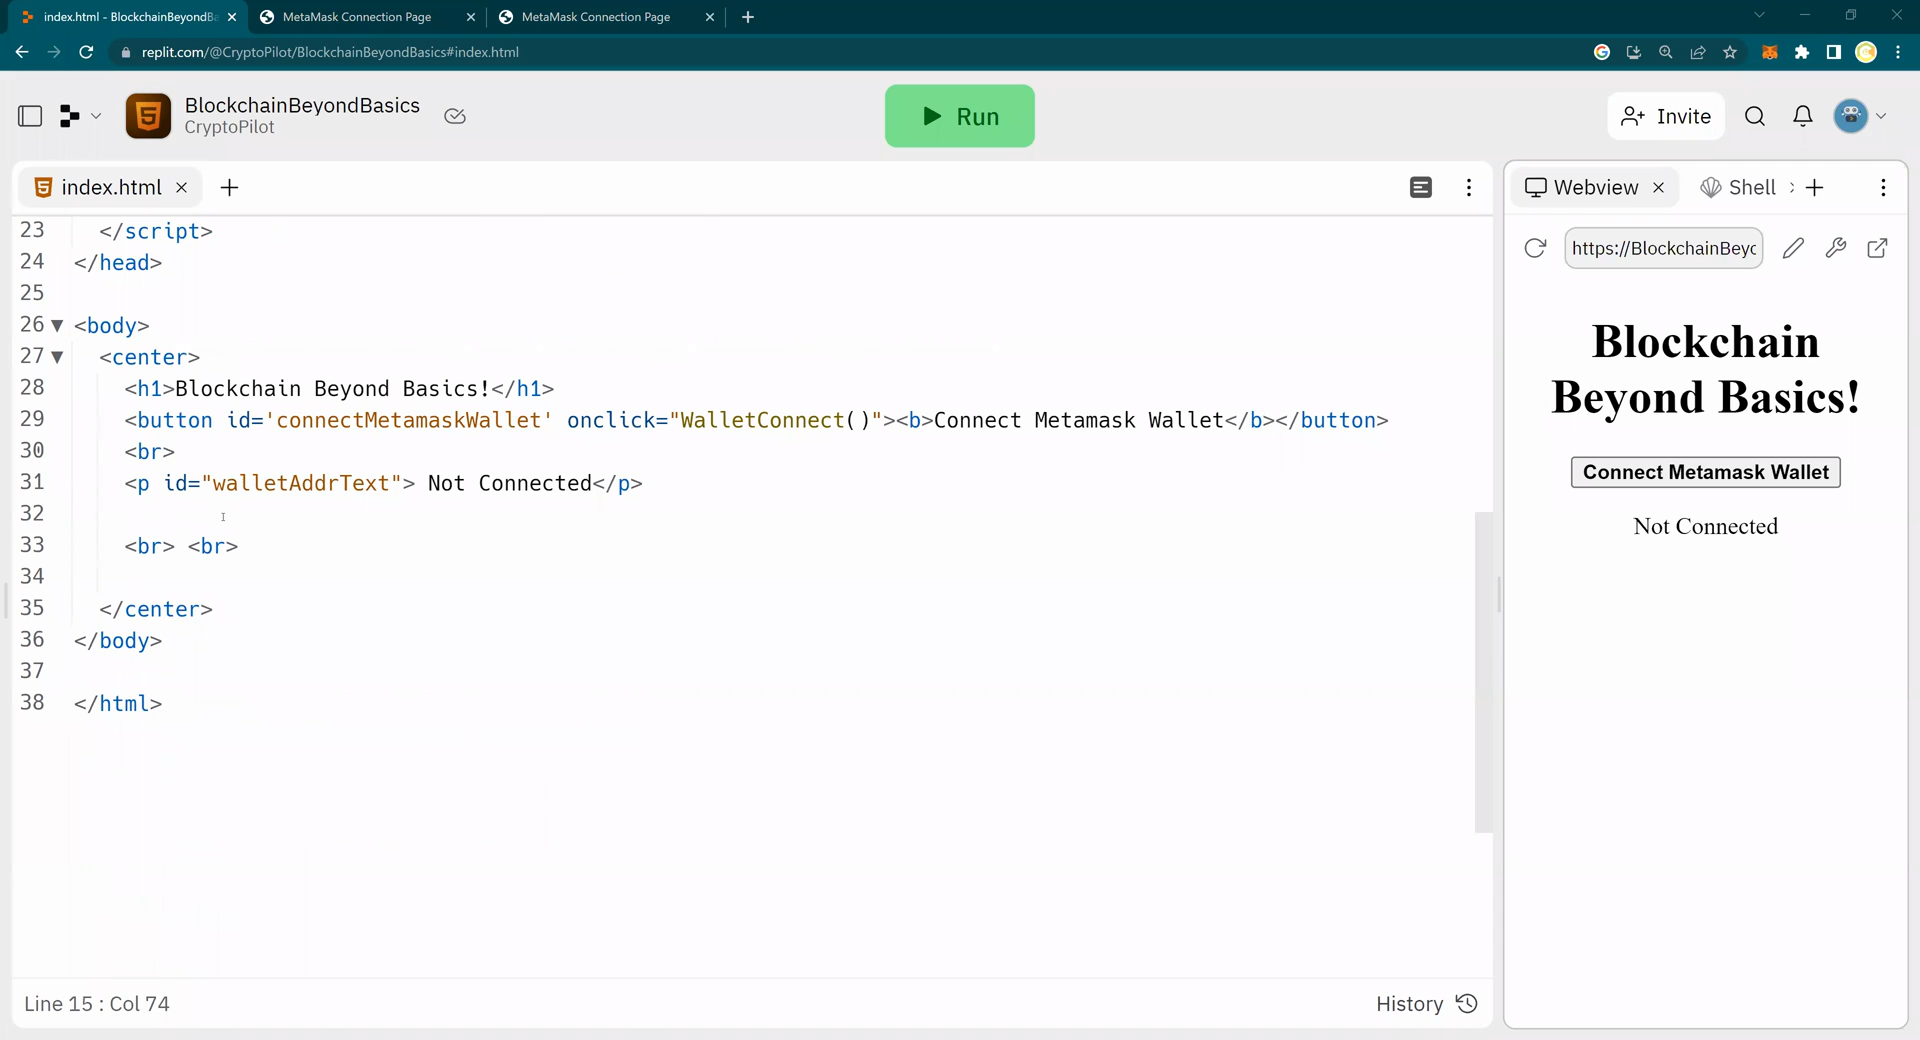 index.html - BlockchainBeyondBa
MetaMask Connection Page
MetaMask Connection Page
replit.com/@CryptoPilot/BlockchainBeyondBasics#index.html
BlockchainBeyondBasics
CryptoPilot
Run
Invite
index.html
Webview
Shell
https://BlockchainBeyc
23 </script>
24 </head>
25
26 <body>
27 <center>
28 <h1>Blockchain Beyond Basics!</h1>
29 <button id='connectMetamaskWallet' onclick="WalletConnect()"><b>Connect Metamask Wallet</b></button>
30 <br>
31 <p id="walletAddrText"> Not Connected</p>
32
33 <br> <br>
34
35 </center>
36 </body>
37
38 </html>
Line 15 : Col 74
History
Blockchain
Beyond Basics!
Connect Metamask Wallet
Not Connected